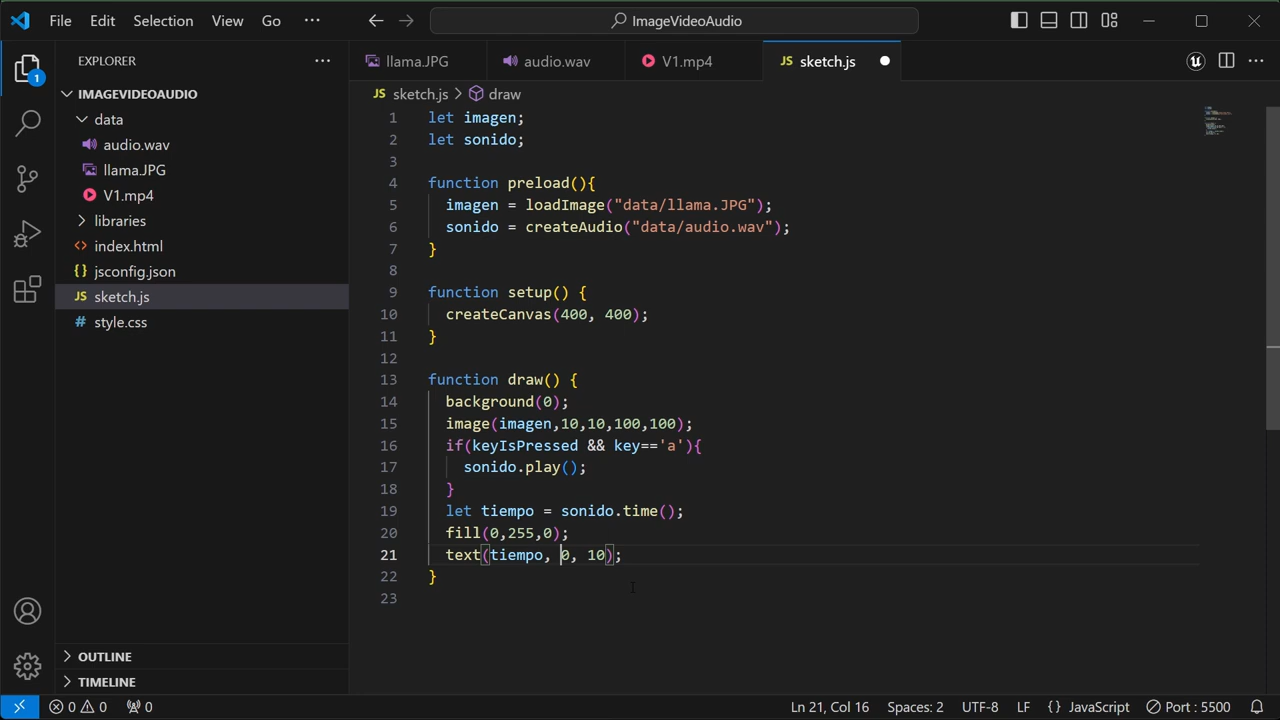 File Edit Selection View Go ··· ImageVideoAudio
EXPLORER ···
IMAGEVIDEOAUDIO
data
audio.wav
llama.JPG
V1.mp4
libraries
index.html
jsconfig.json
sketch.js
style.css
OUTLINE
TIMELINE
1
llama.JPG audio.wav V1.mp4 JS sketch.js
JS sketch.js > draw
1 let imagen;
2 let sonido;
3
4 function preload(){
5 imagen = loadImage("data/llama.JPG");
6 sonido = createAudio("data/audio.wav");
7 }
8
9 function setup() {
10 createCanvas(400, 400);
11 }
12
13 function draw() {
14 background(0);
15 image(imagen,10,10,100,100);
16 if(keyIsPressed && key=='a'){
17 sonido.play();
18 }
19 let tiempo = sonido.time();
20 fill(0,255,0);
21 text(tiempo, 0, 10);
22 }
23
0 0 0 Ln 21, Col 16 Spaces: 2 UTF-8 LF {} JavaScript Port : 5500